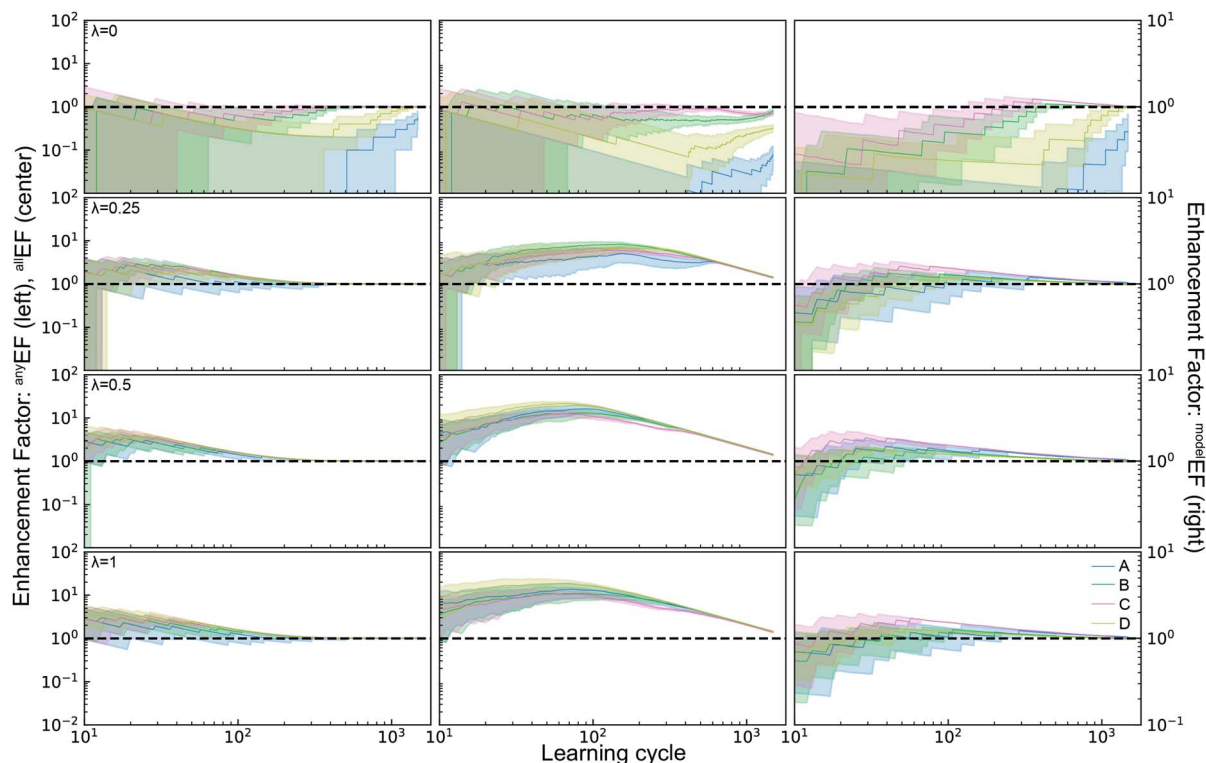 Enhancement Factor: anyEF (left), allEF (center)
10²
10¹
10⁰
10⁻¹
10²
10¹
10⁰
10⁻¹
10²
10¹
10⁰
10⁻¹
10²
10¹
10⁰
10⁻¹
10⁻²
λ=0
λ=0.25
λ=0.5
λ=1
A
B
C
D
10¹
10⁰
10¹
10⁰
10¹
10⁰
10¹
10⁰
10⁻¹
Enhancement Factor: modelEF (right)
10¹ 10² 10³ 10¹ 10² 10³ 10¹ 10² 10³
Learning cycle